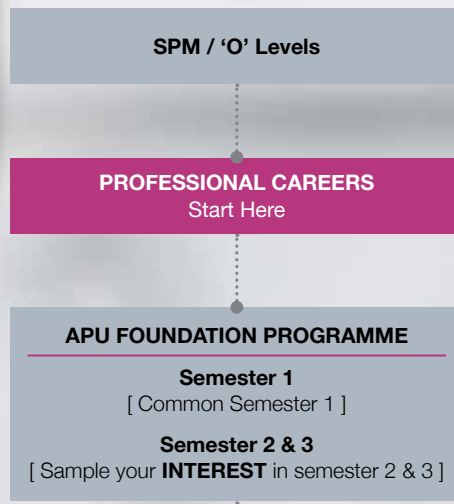 SPM / ‘O’ Levels
PROFESSIONAL CAREERS
Start Here
APU FOUNDATION PROGRAMME
Semester 1
[ Common Semester 1 ]
Semester 2 & 3
[ Sample your INTEREST in semester 2 & 3 ]